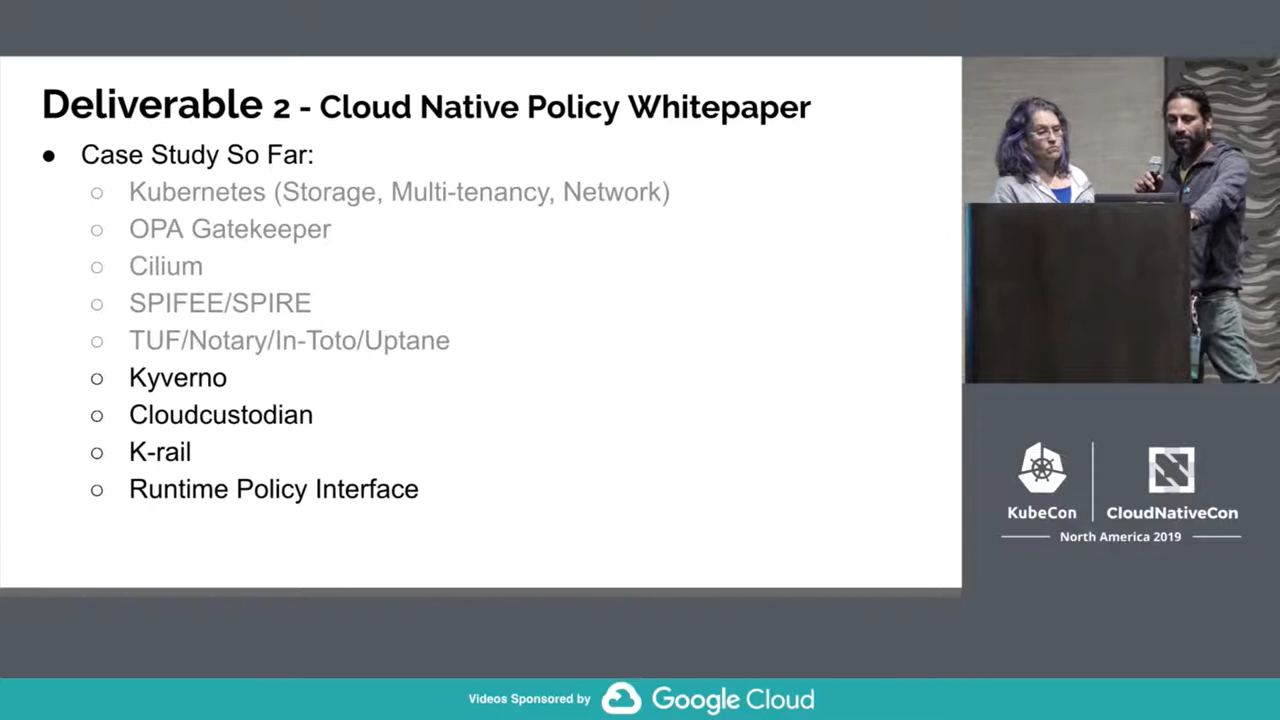 Deliverable 2 - Cloud Native Policy Whitepaper
● Case Study So Far:
○ Kubernetes (Storage, Multi-tenancy, Network)
○ OPA Gatekeeper
○ Cilium
○ SPIFEE/SPIRE
○ TUF/Notary/In-Toto/Uptane
○ Kyverno
○ Cloudcustodian
○ K-rail
○ Runtime Policy Interface
KubeCon
CloudNativeCon
North America 2019
Videos Sponsored by Google Cloud